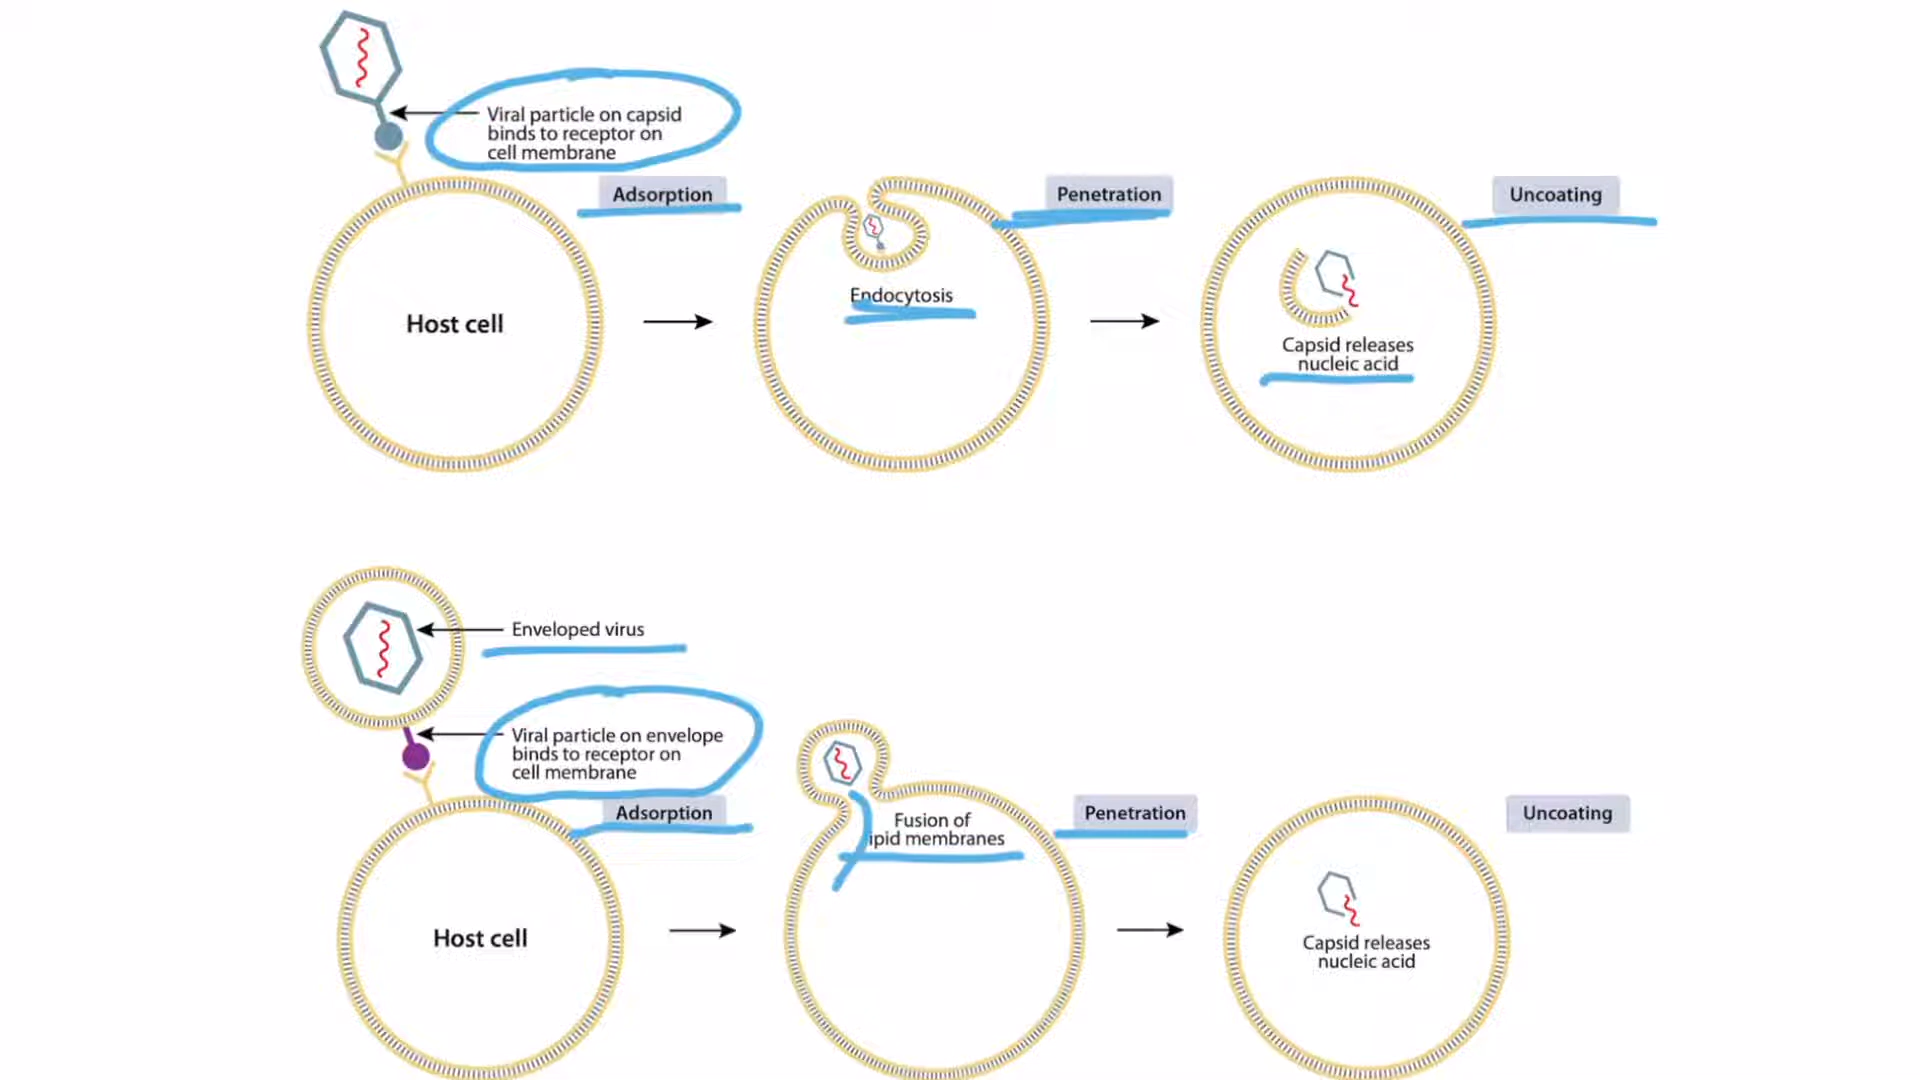 Viral particle on capsid
binds to receptor on
cell membrane
Adsorption
Penetration
Uncoating
Host cell
Endocytosis
Capsid releases
nucleic acid
Enveloped virus
Viral particle on envelope
binds to receptor on
cell membrane
Adsorption
Fusion of
ipid membranes
Penetration
Uncoating
Host cell
Capsid releases
nucleic acid